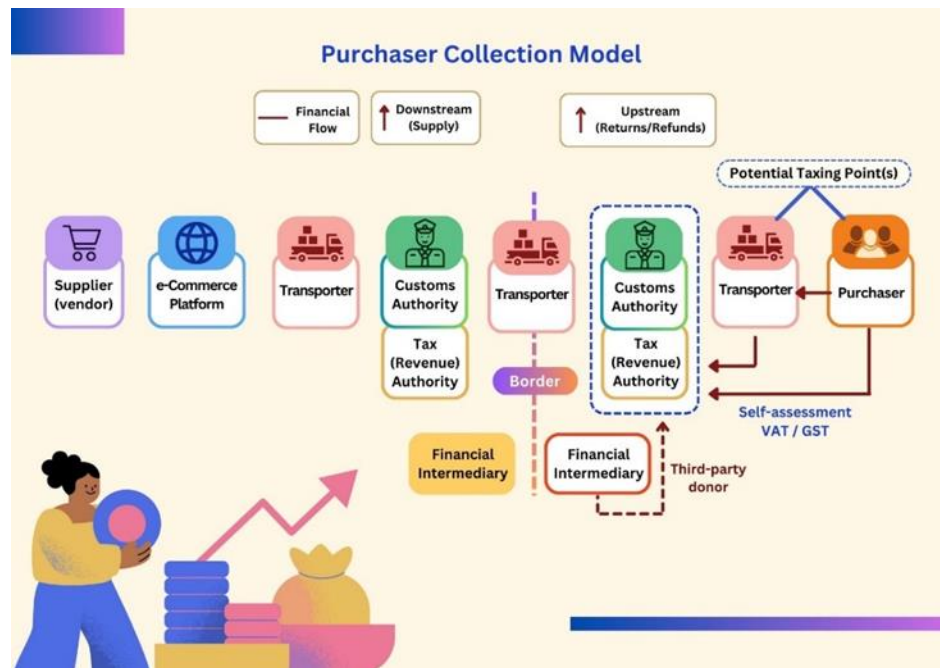 Purchaser Collection Model
Financial
Flow
Downstream
(Supply)
Upstream
(Returns/Refunds)
Potential Taxing Point(s)
Supplier
(vendor)
e-Commerce
Platform
Transporter
Customs
Authority
Tax
(Revenue)
Authority
Transporter
Customs
Authority
Tax
(Revenue)
Authority
Transporter
Purchaser
Border
Self-assessment
VAT / GST
Financial
Intermediary
Financial
Intermediary
Third-party
donor